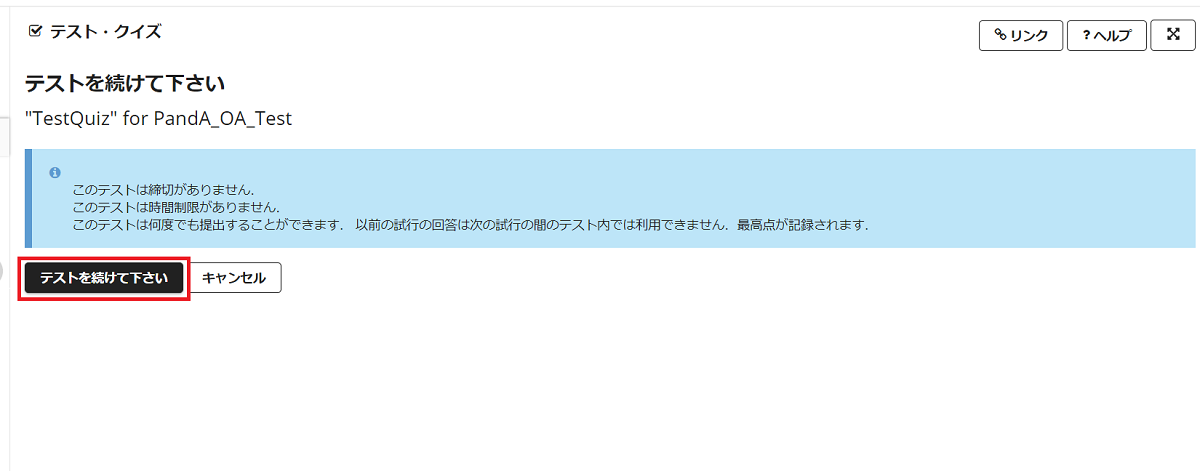 テスト・クイズ
リンク
? ヘルプ
テストを続けて下さい
"TestQuiz" for PandA_OA_Test
このテストは締切がありません.
このテストは時間制限がありません.
このテストは何度でも提出することができます. 以前の試行の回答は次の試行の間のテスト内では利用できません. 最高点が記録されます.
テストを続けて下さい
キャンセル